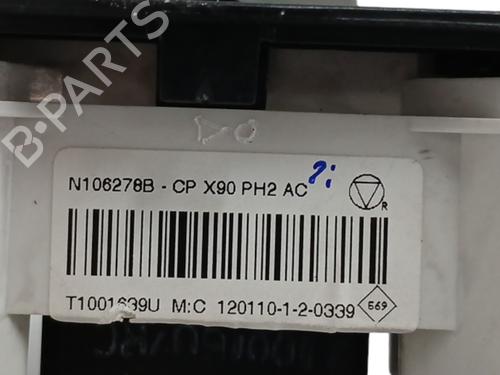 B-PARTS
N106278B - CP X90 PH2 AC
R
T1001639U M:C 120110-1-2-0339
569